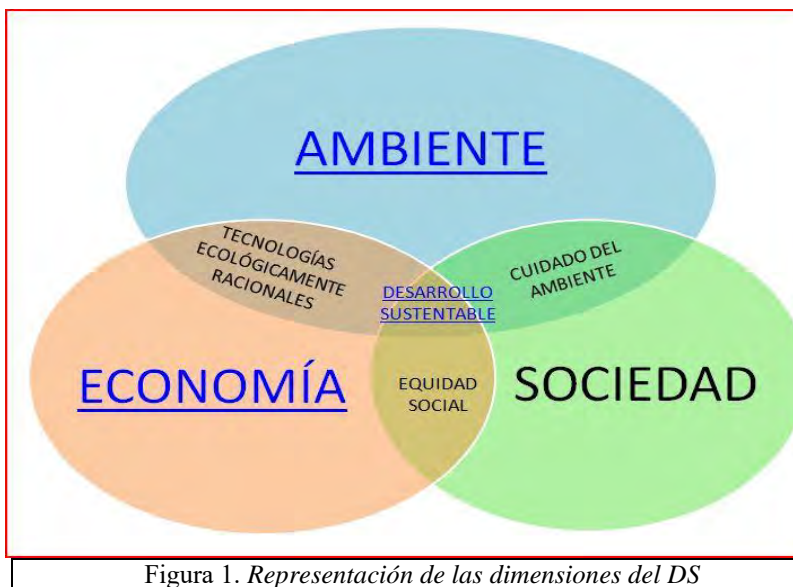 AMBIENTE
TECNOLOGÍAS
ECOLÓGICAMENTE
RACIONALES
CUIDADO DEL
AMBIENTE
DESARROLLO
SUSTENTABLE
ECONOMÍA
EQUIDAD
SOCIAL
SOCIEDAD
Figura 1. Representación de las dimensiones del DS